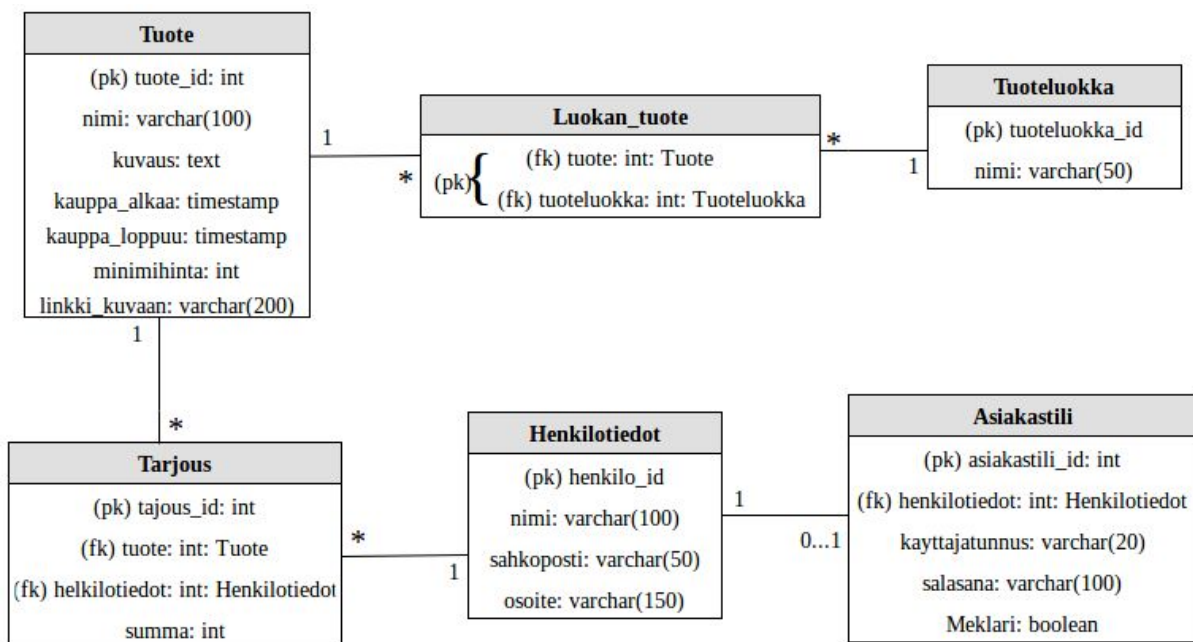 Tuote
(pk) tuote_id: int
nimi: varchar(100)
kuvaus: text
kauppa_alkaa: timestamp
kauppa_loppuu: timestamp
minimihinta: int
linkki_kuvaan: varchar(200)
1
*
Luokan_tuote
(pk) {
(fk) tuote: int: Tuote
(fk) tuoteluokka: int: Tuoteluokka
*
1
Tuoteluokka
(pk) tuoteluokka_id
nimi: varchar(50)
1
*
Tarjous
(pk) tajous_id: int
(fk) tuote: int: Tuote
(fk) helkilotiedot: int: Henkilotiedot
summa: int
*
1
Henkilotiedot
(pk) henkilo_id
nimi: varchar(100)
sahkoposti: varchar(50)
osoite: varchar(150)
1
0...1
Asiakastili
(pk) asiakastili_id: int
(fk) henkilotiedot: int: Henkilotiedot
kayttajatunnus: varchar(20)
salasana: varchar(100)
Meklari: boolean